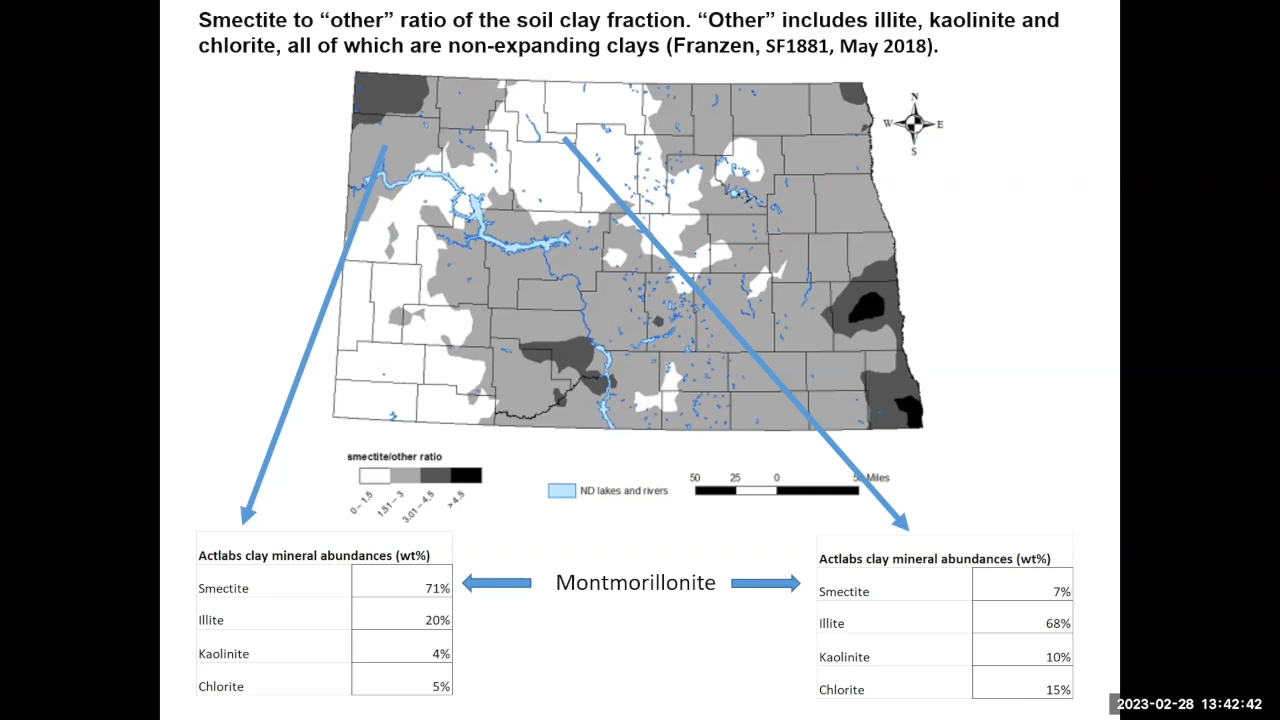 Smectite to “other” ratio of the soil clay fraction. “Other” includes illite, kaolinite and
chlorite, all of which are non-expanding clays (Franzen, SF1881, May 2018).
N
W E
S
smectite/other ratio
0 – 1.5
1.51 – 3
3.01 – 4.5
> 4.5
ND lakes and rivers
50 25 0 Miles
Actlabs clay mineral abundances (wt%)
Smectite 71%
Illite 20%
Kaolinite 4%
Chlorite 5%
Montmorillonite
Actlabs clay mineral abundances (wt%)
Smectite 7%
Illite 68%
Kaolinite 10%
Chlorite 15%
2023-02-28 13:42:42